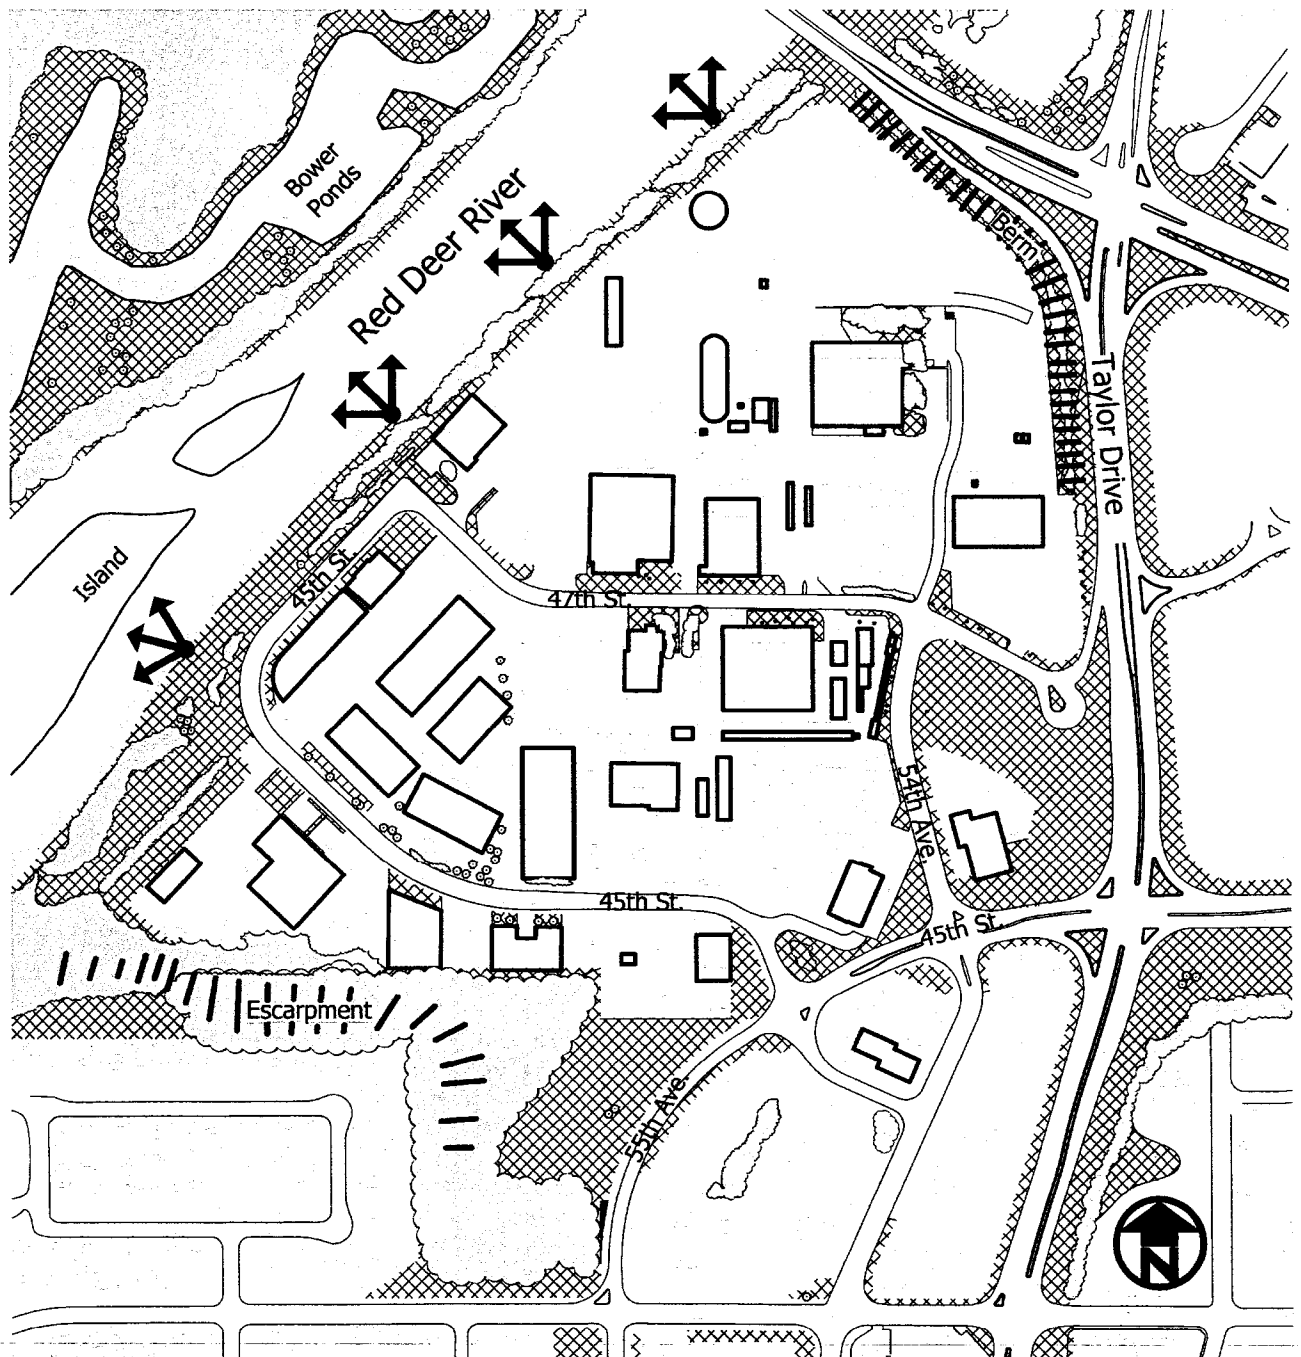 Bower
Ponds
Red Deer River
Berm
Taylor Drive
Island
45th St.
47th St.
54th Ave.
45th St.
45th St.
Escarpment
55th Ave.
N